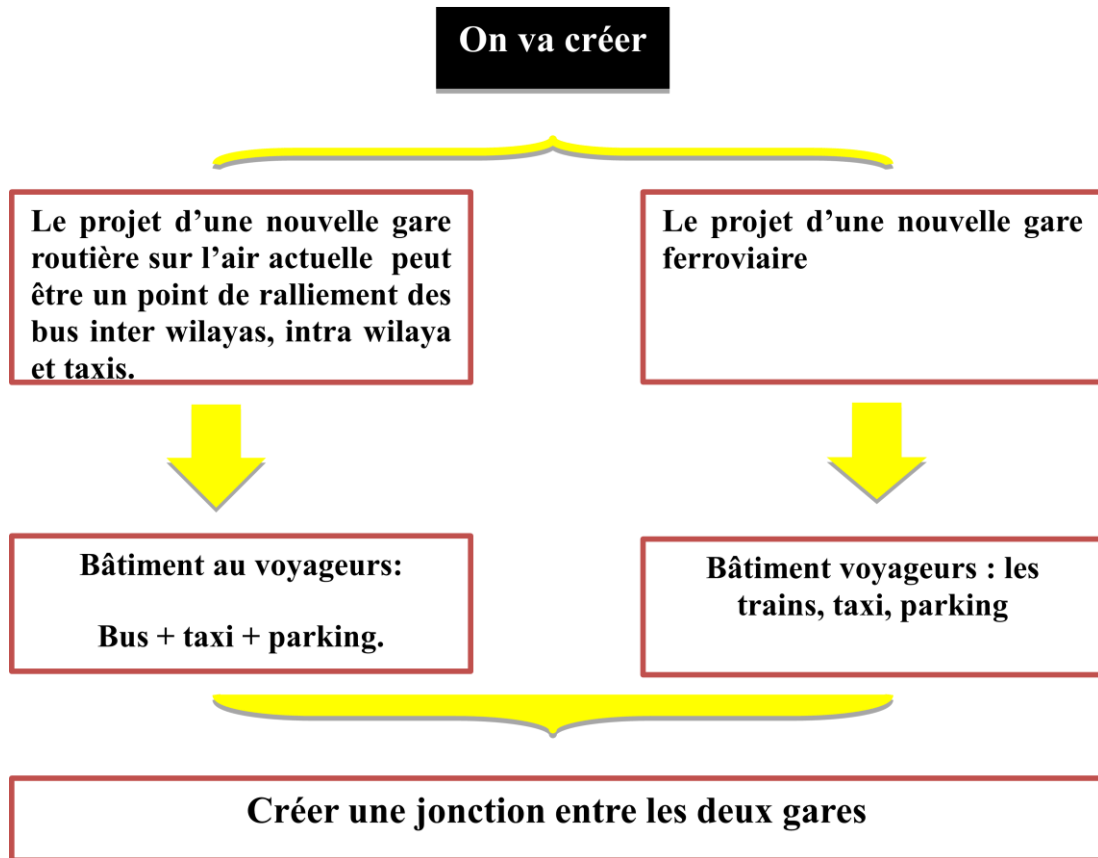 On va créer
Le projet d’une nouvelle gare
routière sur l’air actuelle peut
être un point de ralliement des
bus inter wilayas, intra wilaya
et taxis.
Le projet d’une nouvelle gare
ferroviaire
Bâtiment au voyageurs:
Bus + taxi + parking.
Bâtiment voyageurs : les
trains, taxi, parking
Créer une jonction entre les deux gares